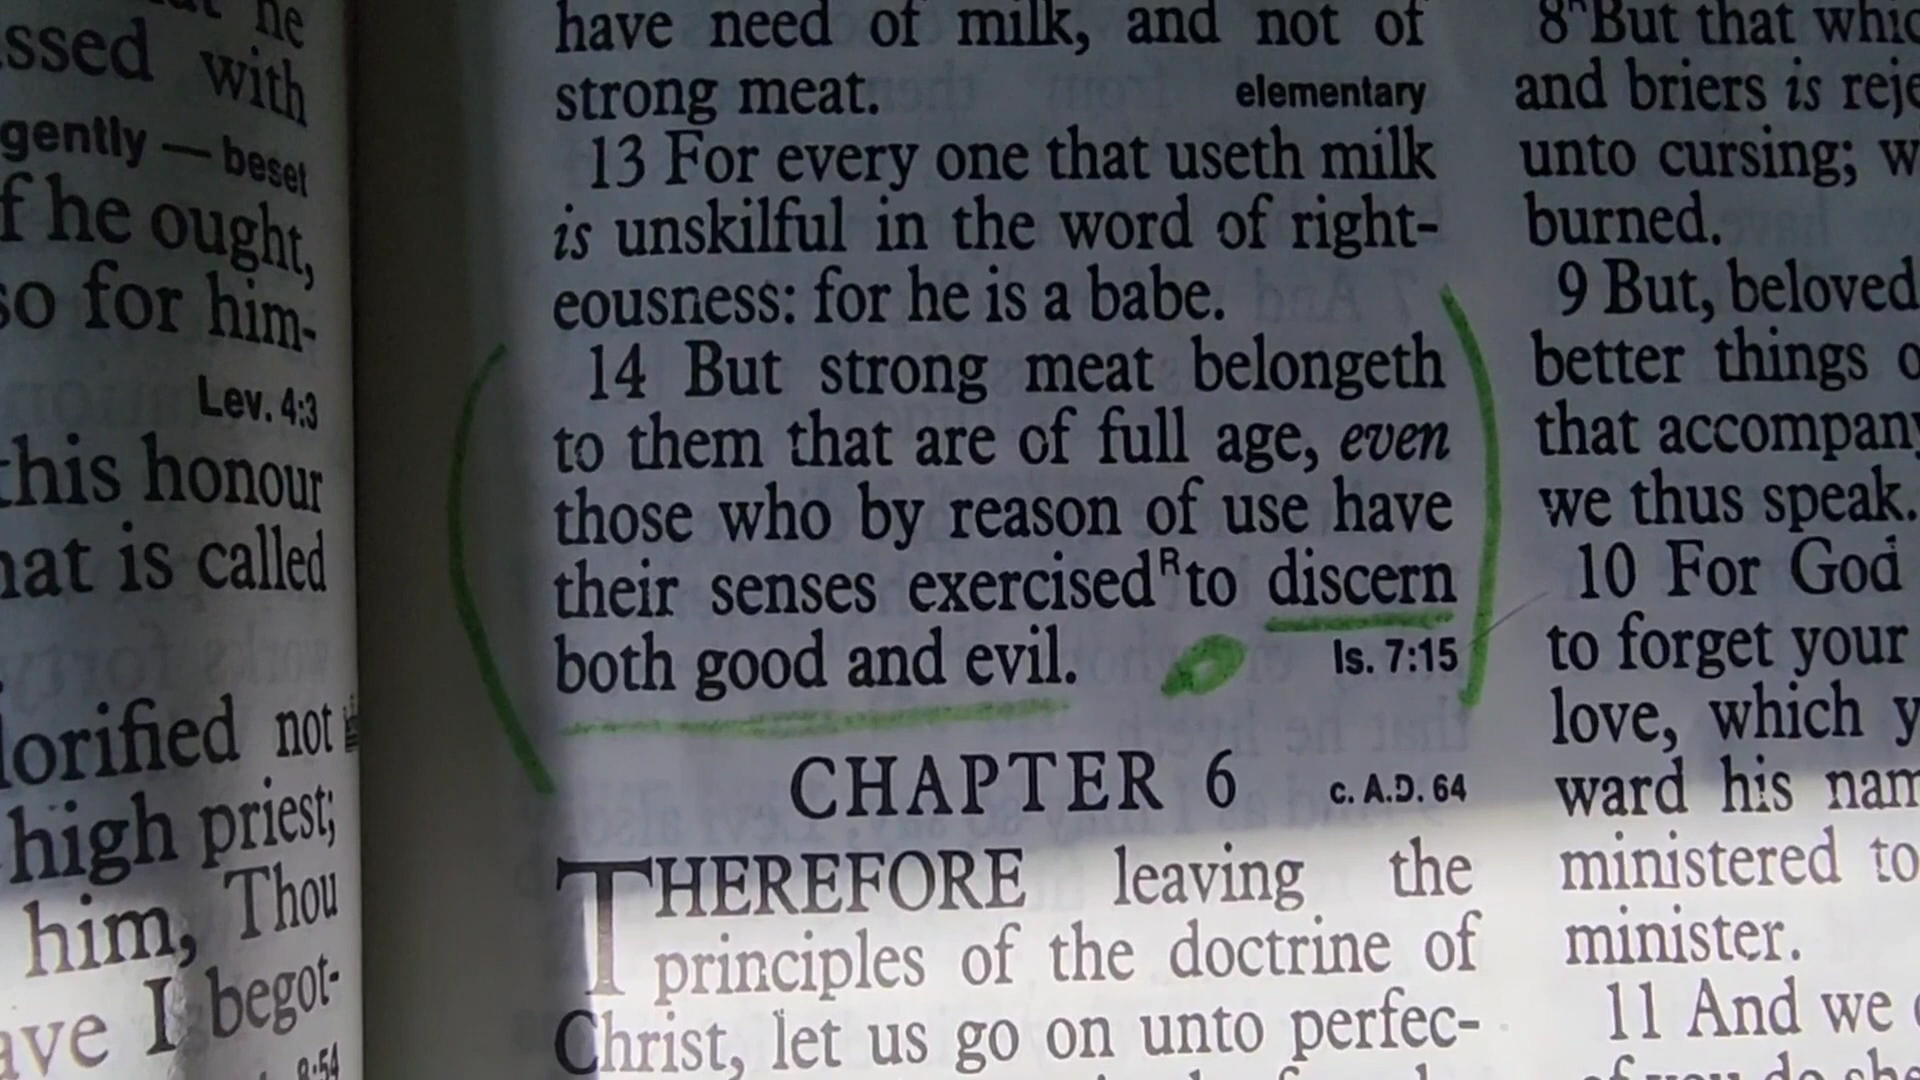 he
ssed with
gently — beset
f he ought,
so for him-
Lev. 4:3
this honour
hat is called
lorified not
high priest;
him, Thou
ave I begot-
8:54
have need of milk, and not of
strong meat. elementary
13 For every one that useth milk
is unskilful in the word of right-
eousness: for he is a babe.
14 But strong meat belongeth
to them that are of full age, even
those who by reason of use have
their senses exercisedᴿto discern
both good and evil. Is. 7:15
CHAPTER 6 c. A.D. 64
THEREFORE leaving the
principles of the doctrine of
Christ, let us go on unto perfec-
8ⁿBut that whic
and briers is reje
unto cursing; w
burned.
9 But, beloved
better things o
that accompany
we thus speak.
10 For God
to forget your
love, which y
ward his nam
ministered to
minister.
11 And we